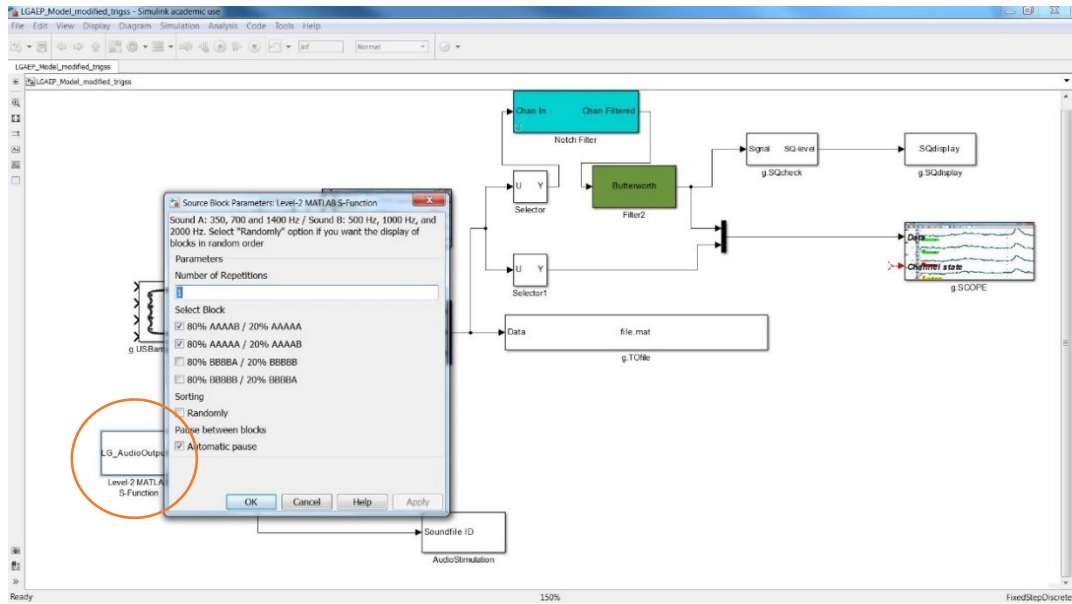 LGAEP_Model_modified_trigss - Simulink academic use
File Edit View Display Diagram Simulation Analysis Code Tools Help
inf Normal
LGAEP_Model_modified_trigss
LGAEP_Model_modified_trigss
Chan In Chan Filtered
Notch Filter
Signal SQ-level
g.SQcheck
SQdisplay
g.SQdisplay
U Y
Selector
Butterworth
Filter2
Source Block Parameters: Level-2 MATLAB S-Function
Sound A: 350, 700 and 1400 Hz / Sound B: 500 Hz, 1000 Hz, and
2000 Hz. Select "Randomly" option if you want the display of
blocks in random order
Parameters
Number of Repetitions
1
Select Block
80% AAAAB / 20% AAAAA
80% AAAAA / 20% AAAAB
80% BBBBA / 20% BBBBB
80% BBBBB / 20% BBBBA
Sorting
Randomly
Pause between blocks
Automatic pause
OK Cancel Help Apply
U Y
Selector1
Data
Channel state
g.SCOPE
Data file.mat
g.TOfile
g.USBam
LG_AudioOutpu
Level-2 MATLA
S-Function
Soundfile ID
AudioStimulation
Ready 150% FixedStepDiscrete